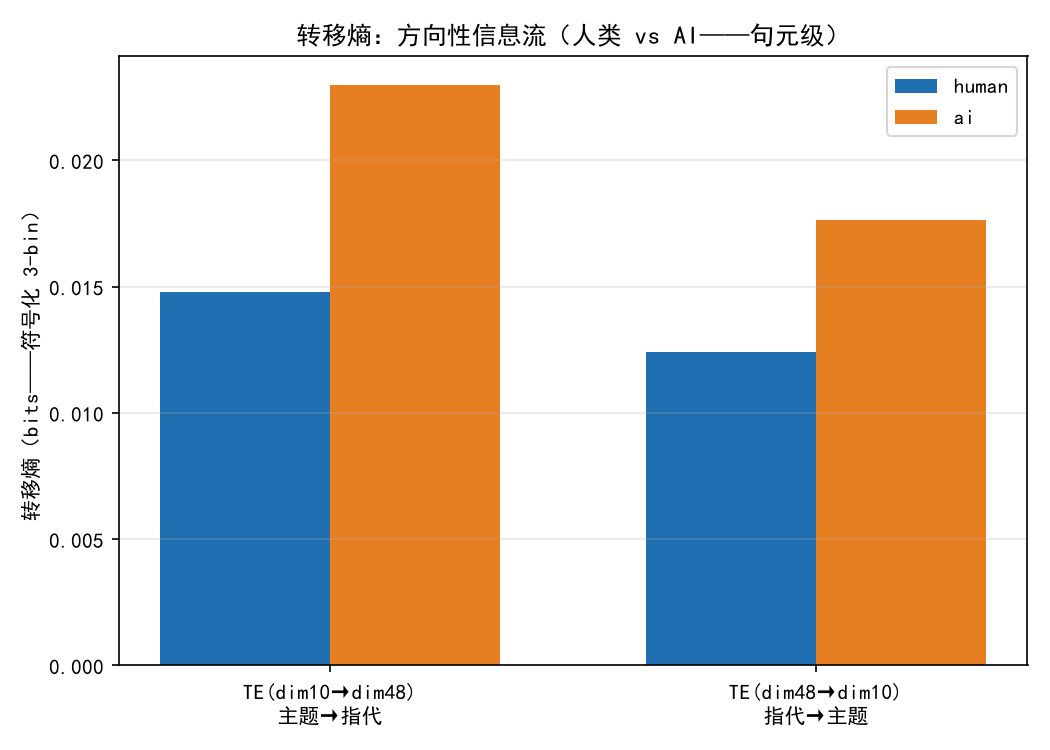 转移熵：方向性信息流（人类 vs AI——句元级）
human
ai
转移熵（bits——符号化 3-bin）
0.020
0.015
0.010
0.005
0.000
TE(dim10→dim48)
主题→指代
TE(dim48→dim10)
指代→主题